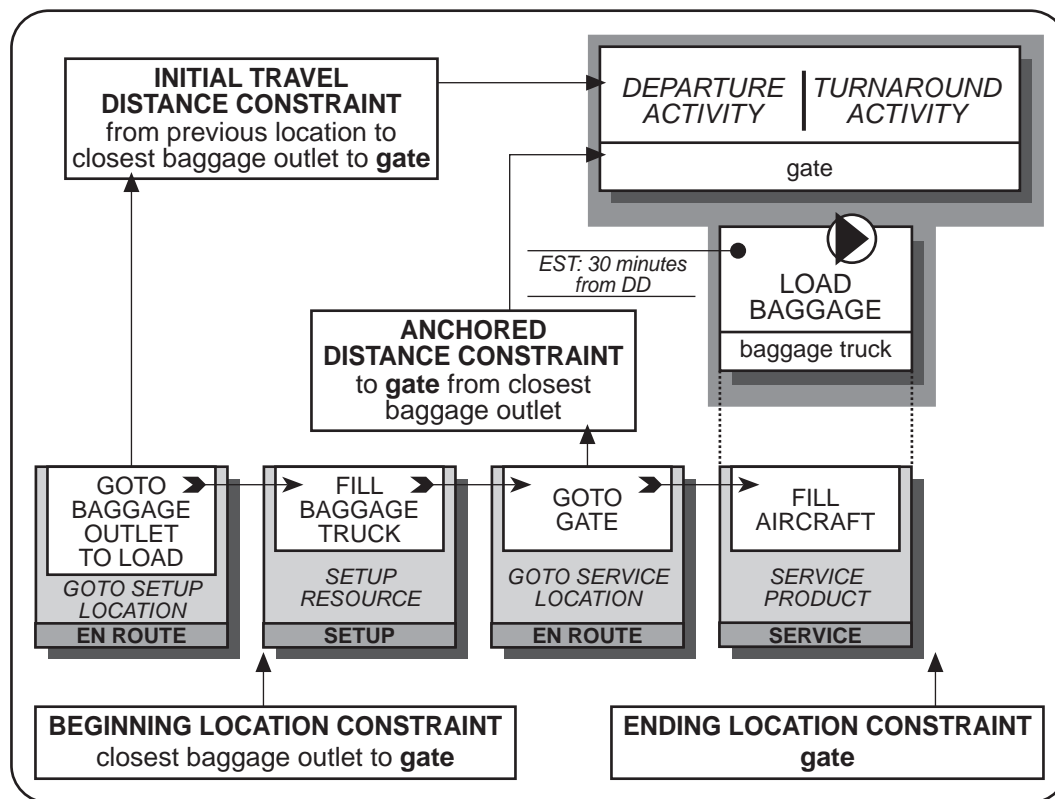 INITIAL TRAVEL
DISTANCE CONSTRAINT
from previous location to
closest baggage outlet to gate
DEPARTURE
ACTIVITY
TURNAROUND
ACTIVITY
gate
EST: 30 minutes
from DD
LOAD
BAGGAGE
baggage truck
ANCHORED
DISTANCE CONSTRAINT
to gate from closest
baggage outlet
GOTO
BAGGAGE
OUTLET
TO LOAD
GOTO SETUP
LOCATION
EN ROUTE
FILL
BAGGAGE
TRUCK
SETUP
RESOURCE
SETUP
GOTO
GATE
GOTO SERVICE
LOCATION
EN ROUTE
FILL
AIRCRAFT
SERVICE
PRODUCT
SERVICE
BEGINNING LOCATION CONSTRAINT
closest baggage outlet to gate
ENDING LOCATION CONSTRAINT
gate